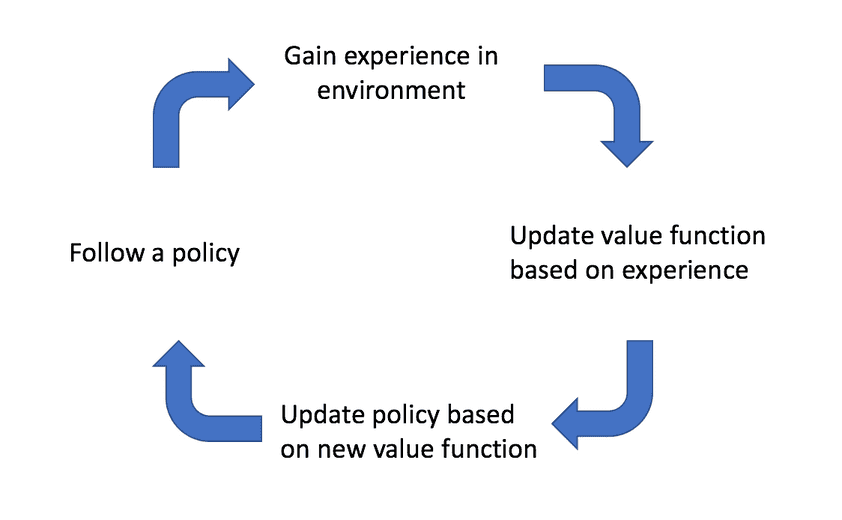 Gain experience in
environment
Follow a policy
Update value function
based on experience
Update policy based
on new value function